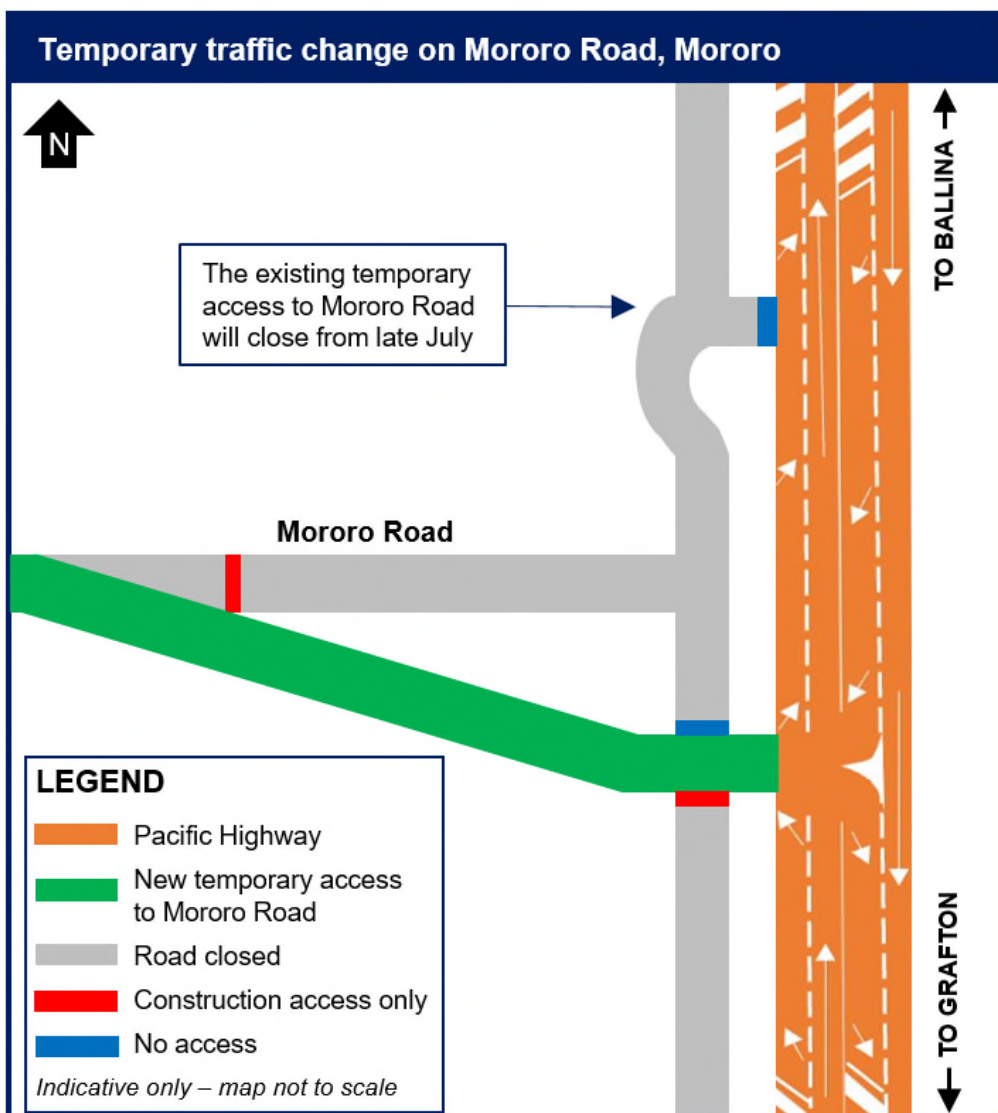 Temporary traffic change on Mororo Road, Mororo
N
TO BALLINA
The existing temporary
access to Mororo Road
will close from late July
Mororo Road
LEGEND
Pacific Highway
New temporary access
to Mororo Road
Road closed
Construction access only
No access
Indicative only – map not to scale
TO GRAFTON